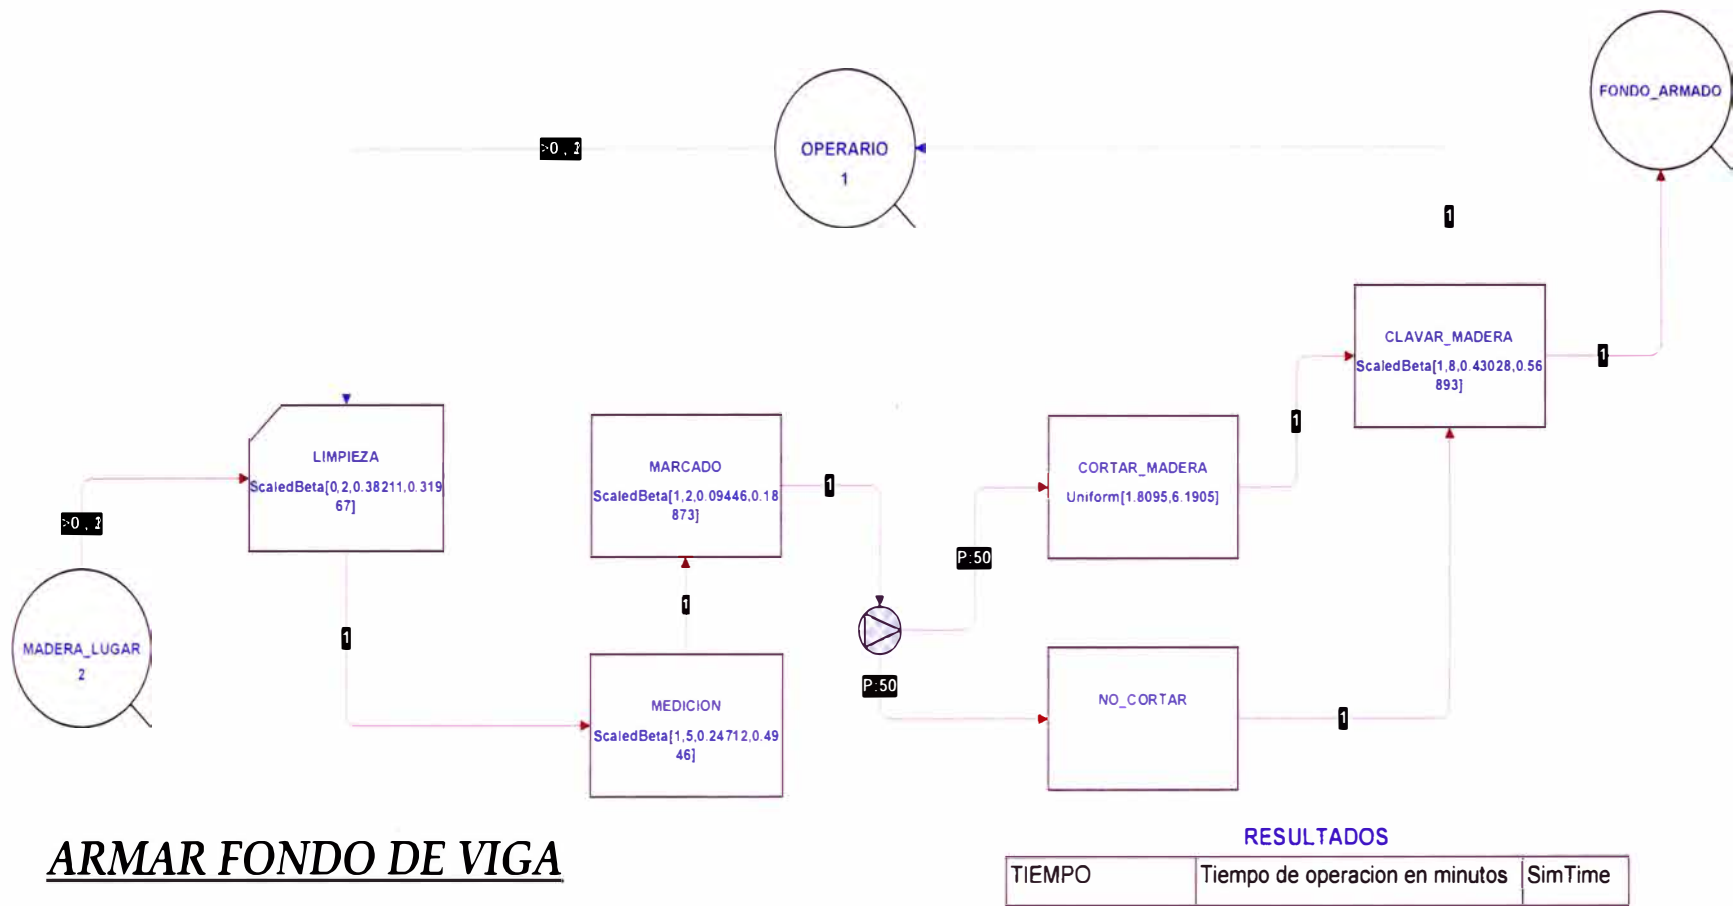 FONDO_ARMADO
OPERARIO
1
1
CLAVAR_MADERA
ScaledBeta[1,8,0.43028,0.56
893]
1
LIMPIEZA
ScaledBeta[0,2,0.38211,0.319
67]
MARCADO
ScaledBeta[1,2,0.09446,0.18
873]
1
CORTAR_MADERA
Uniform[1.8095,6.1905]
1
P:50
MADERA_LUGAR
2
1
1
MEDICION
ScaledBeta[1,5,0.24712,0.49
46]
P:50
NO_CORTAR
1
ARMAR FONDO DE VIGA
RESULTADOS
TIEMPO
Tiempo de operacion en minutos
SimTime